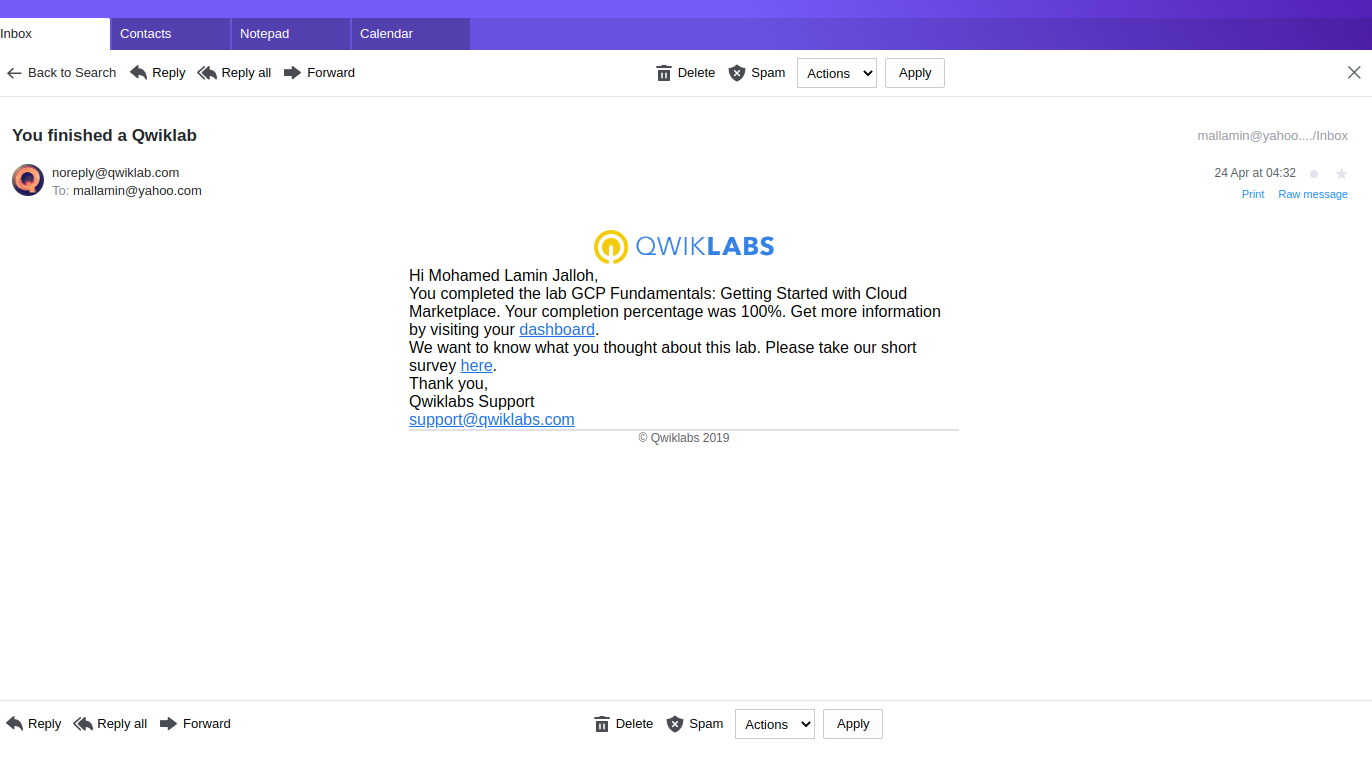 Inbox Contacts Notepad Calendar
Back to Search Reply Reply all Forward Delete Spam Actions Apply
You finished a Qwiklab mallamin@yahoo..../Inbox
noreply@qwiklab.com 24 Apr at 04:32
To: mallamin@yahoo.com Print Raw message
QWIKLABS
Hi Mohamed Lamin Jalloh,
You completed the lab GCP Fundamentals: Getting Started with Cloud
Marketplace. Your completion percentage was 100%. Get more information
by visiting your dashboard.
We want to know what you thought about this lab. Please take our short
survey here.
Thank you,
Qwiklabs Support
support@qwiklabs.com
© Qwiklabs 2019
Reply Reply all Forward Delete Spam Actions Apply